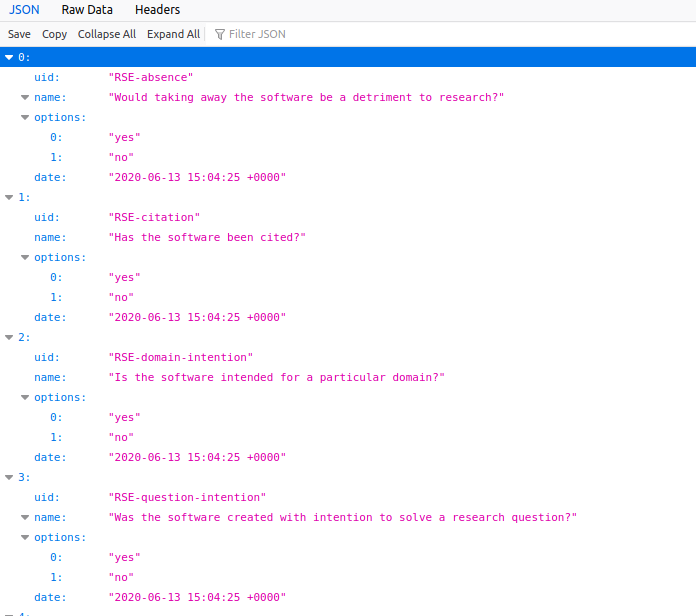 JSON Raw Data Headers
Save Copy Collapse All Expand All Filter JSON
0:
uid: "RSE-absence"
name: "Would taking away the software be a detriment to research?"
options:
0: "yes"
1: "no"
date: "2020-06-13 15:04:25 +0000"
1:
uid: "RSE-citation"
name: "Has the software been cited?"
options:
0: "yes"
1: "no"
date: "2020-06-13 15:04:25 +0000"
2:
uid: "RSE-domain-intention"
name: "Is the software intended for a particular domain?"
options:
0: "yes"
1: "no"
date: "2020-06-13 15:04:25 +0000"
3:
uid: "RSE-question-intention"
name: "Was the software created with intention to solve a research question?"
options:
0: "yes"
1: "no"
date: "2020-06-13 15:04:25 +0000"